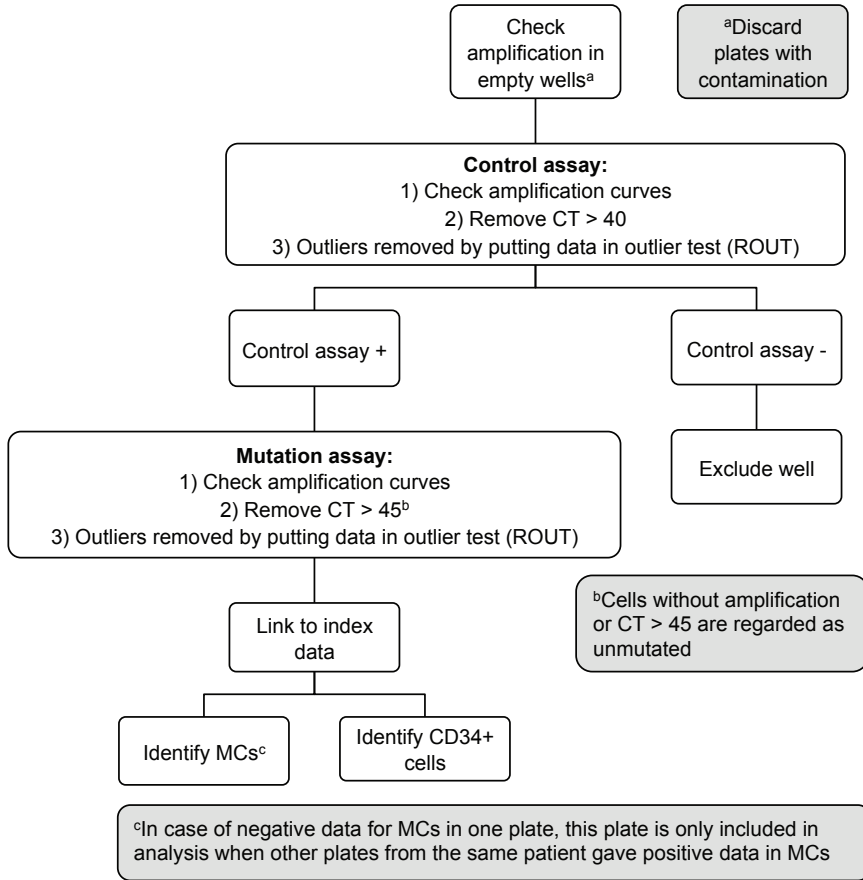 Check
amplification in
empty wellsᵃ
ᵃDiscard
plates with
contamination
Control assay:
1) Check amplification curves
2) Remove CT > 40
3) Outliers removed by putting data in outlier test (ROUT)
Control assay +
Control assay -
Mutation assay:
1) Check amplification curves
2) Remove CT > 45ᵇ
3) Outliers removed by putting data in outlier test (ROUT)
Exclude well
Link to index
data
ᵇCells without amplification
or CT > 45 are regarded as
unmutated
Identify MCsᶜ
Identify CD34+
cells
ᶜIn case of negative data for MCs in one plate, this plate is only included in
analysis when other plates from the same patient gave positive data in MCs